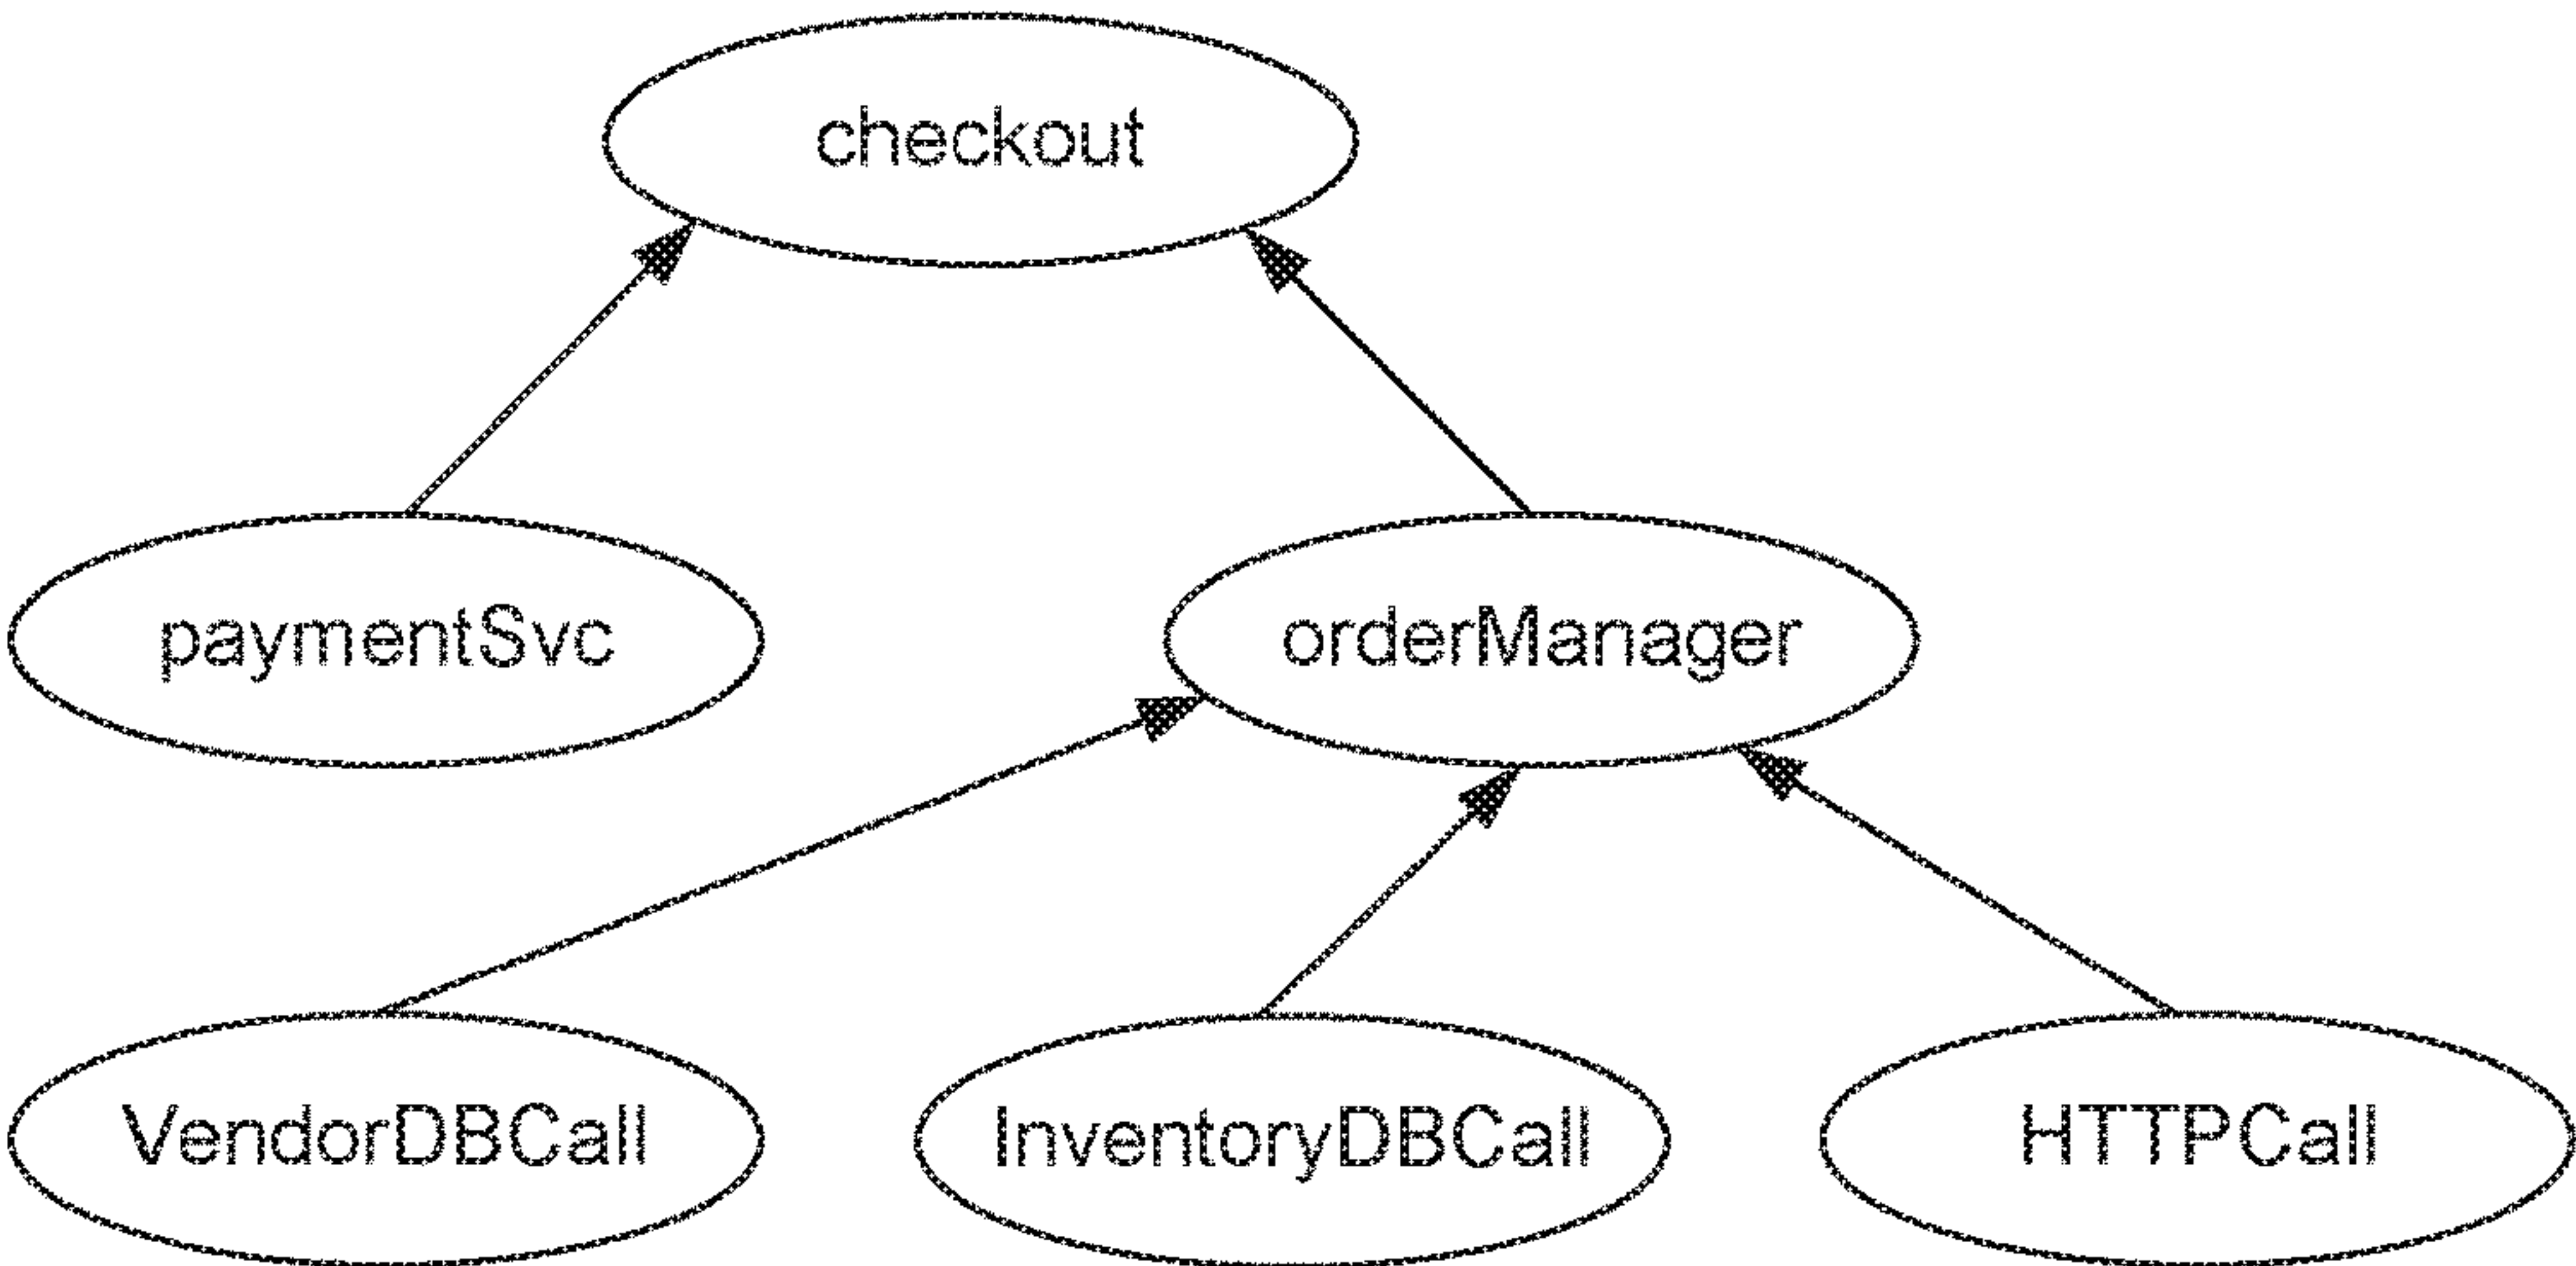 checkout
paymentSvc
orderManager
VendorDBCall
InventoryDBCall
HTTPCall